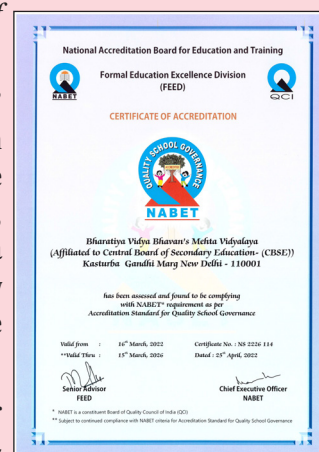 National Accreditation Board for Education and Training
NABET
Formal Education Excellence Division
(FEED)
QCI
CERTIFICATE OF ACCREDITATION
QUALITY SCHOOL GOVERNANCE
NABET
Bharatiya Vidya Bhavan's Mehta Vidyalaya
(Affiliated to Central Board of Secondary Education- (CBSE))
Kasturba Gandhi Marg New Delhi - 110001
has been assessed and found to be complying
with NABET* requirement as per
Accreditation Standard for Quality School Governance
Valid from : 16th March, 2022 Certificate No. : NS 2226 114
**Valid Thru : 15th March, 2026 Dated : 25th April, 2022
Senior Advisor
FEED
Chief Executive Officer
NABET
* NABET is a constituent Board of Quality Council of India (QCI)
** Subject to continued compliance with NABET criteria for Accreditation Standard for Quality School Governance